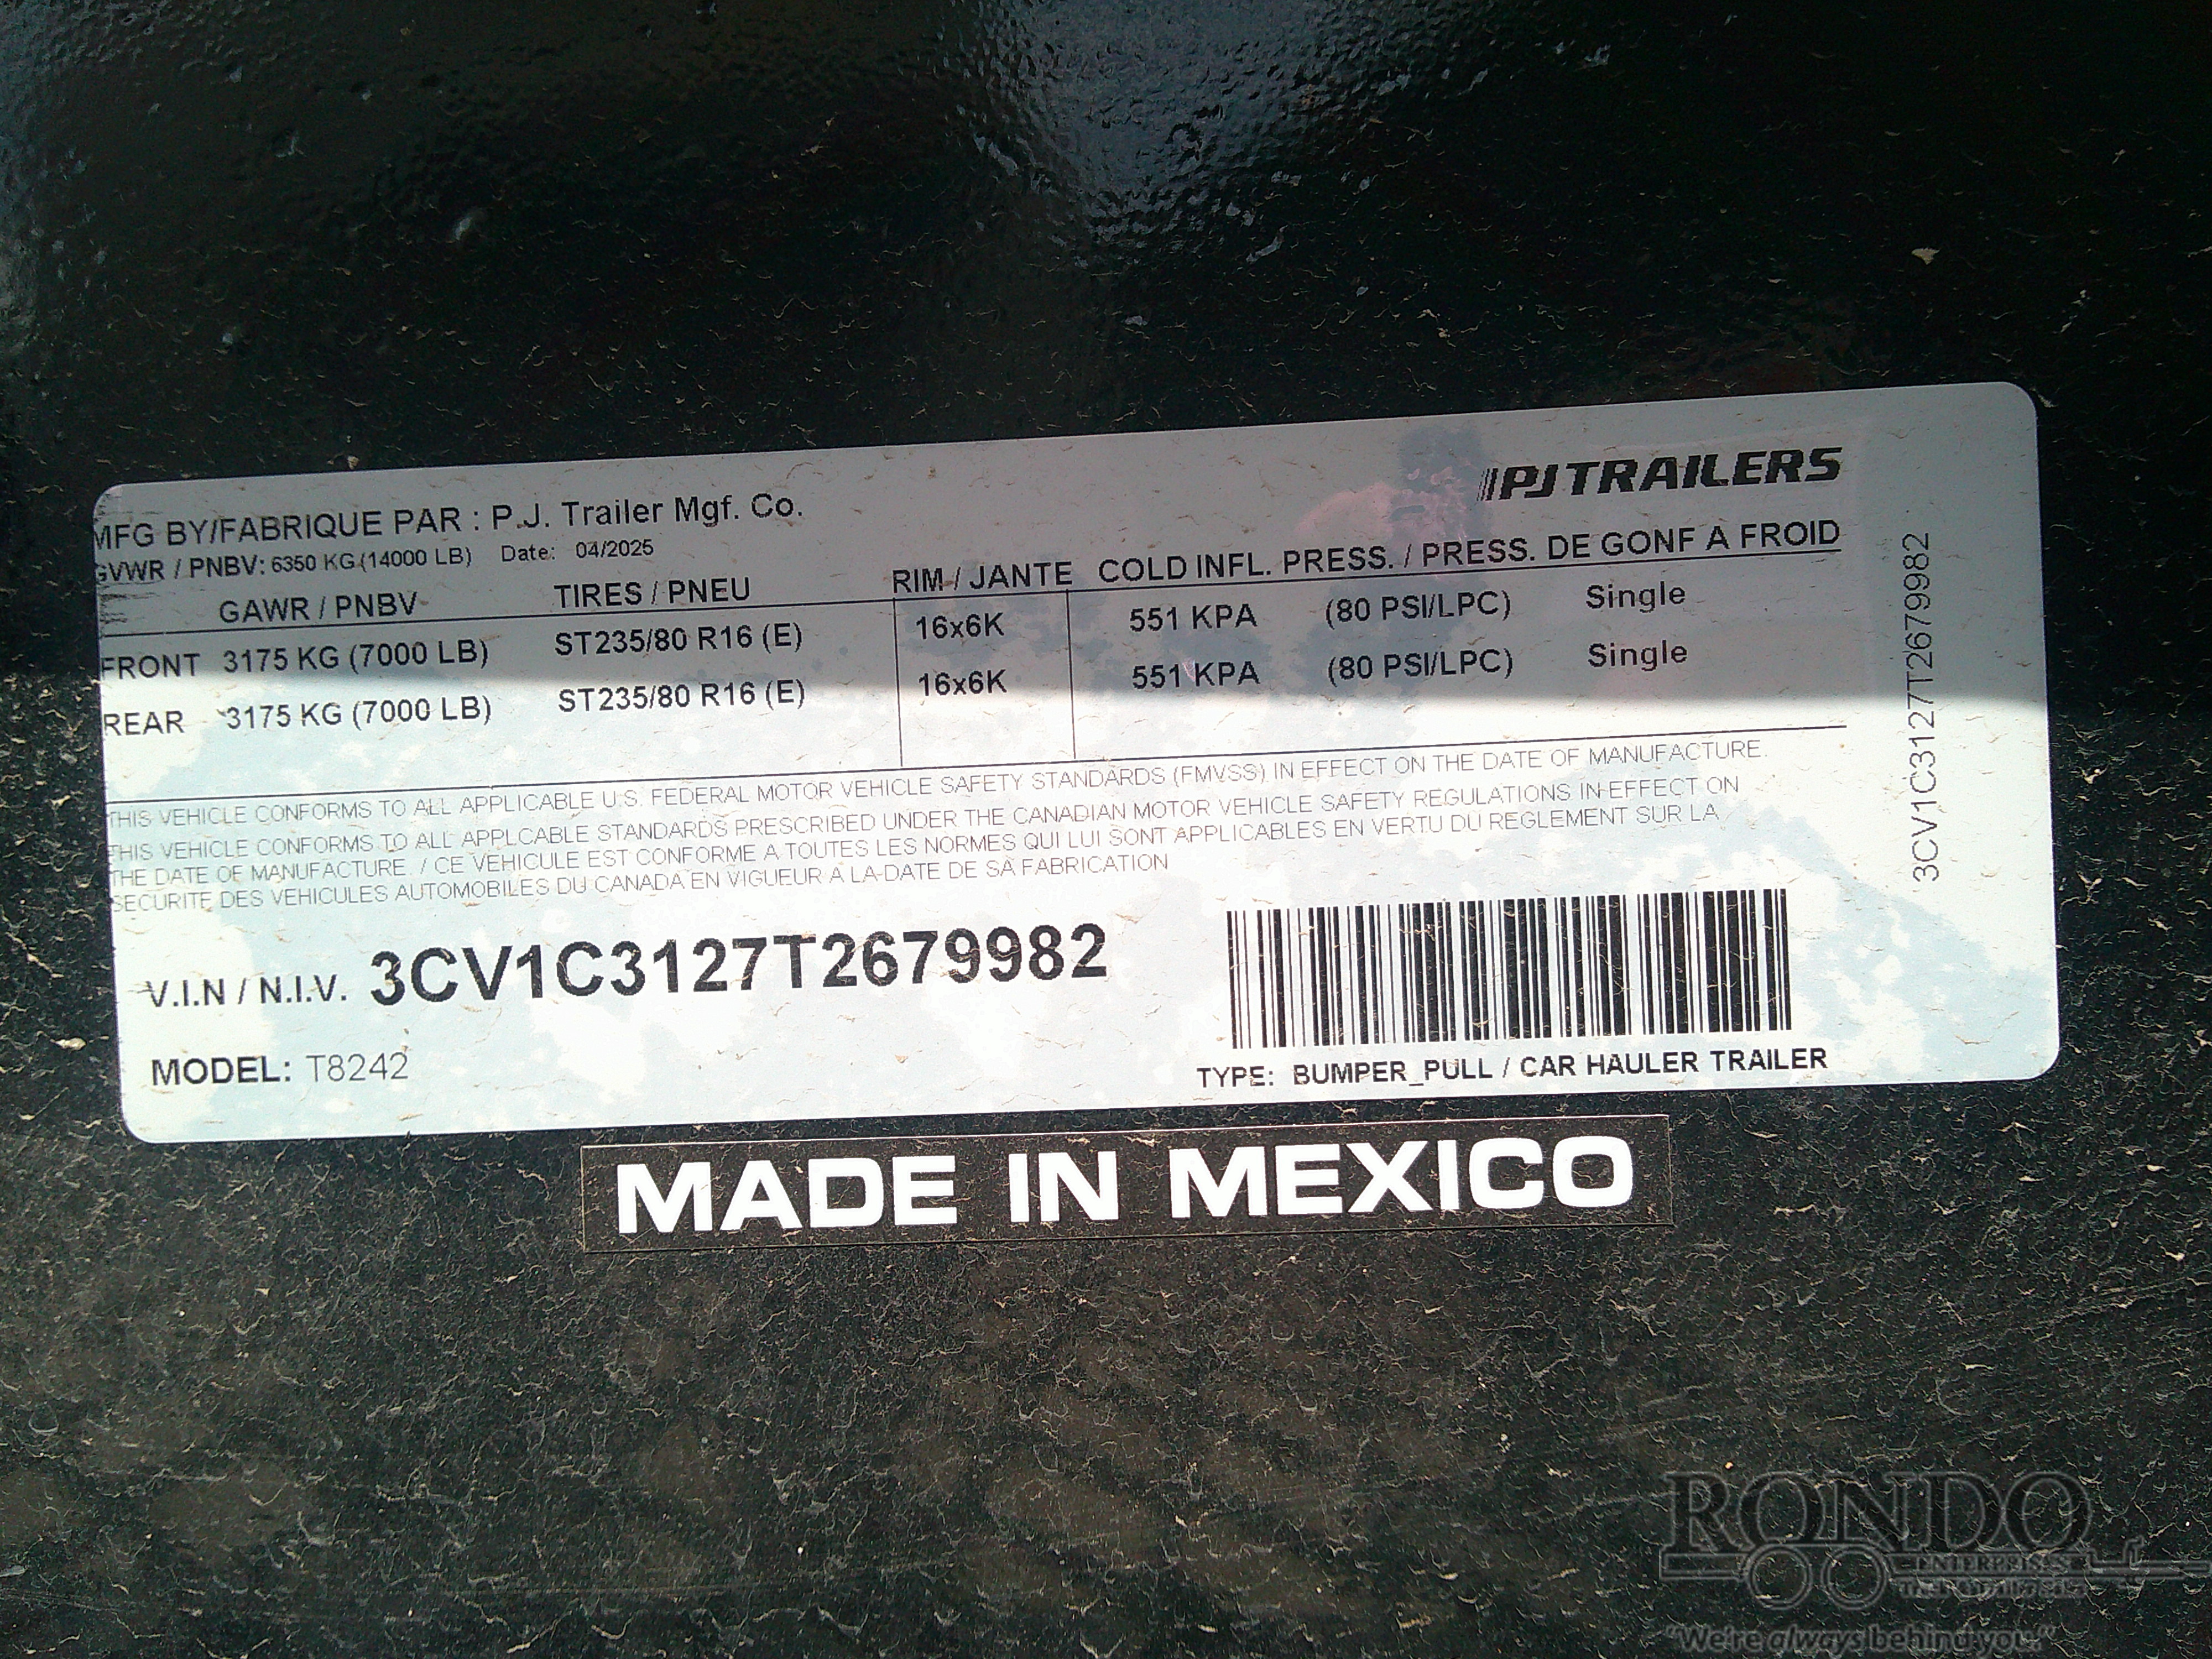 PJ TRAILERS
MFG BY/FABRIQUE PAR : P.J. Trailer Mgf. Co.
GVWR / PNBV: 6350 KG (14000 LB) Date: 04/2025
GAWR / PNBV TIRES / PNEU RIM / JANTE COLD INFL. PRESS. / PRESS. DE GONF A FROID
FRONT 3175 KG (7000 LB) ST235/80 R16 (E) 16x6K 551 KPA (80 PSI/LPC) Single
REAR 3175 KG (7000 LB) ST235/80 R16 (E) 16x6K 551 KPA (80 PSI/LPC) Single
THIS VEHICLE CONFORMS TO ALL APPLICABLE U.S. FEDERAL MOTOR VEHICLE SAFETY STANDARDS (FMVSS) IN EFFECT ON THE DATE OF MANUFACTURE.
THIS VEHICLE CONFORMS TO ALL APPLCABLE STANDARDS PRESCRIBED UNDER THE CANADIAN MOTOR VEHICLE SAFETY REGULATIONS IN EFFECT ON
THE DATE OF MANUFACTURE. / CE VEHICULE EST CONFORME A TOUTES LES NORMES QUI LUI SONT APPLICABLES EN VERTU DU REGLEMENT SUR LA
SECURITE DES VEHICULES AUTOMOBILES DU CANADA EN VIGUEUR A LA DATE DE SA FABRICATION
V.I.N / N.I.V. 3CV1C3127T2679982
MODEL: T8242
TYPE: BUMPER_PULL / CAR HAULER TRAILER
3CV1C3127T2679982
MADE IN MEXICO
RONDO
ENTERPRISES
"We're always behind you."